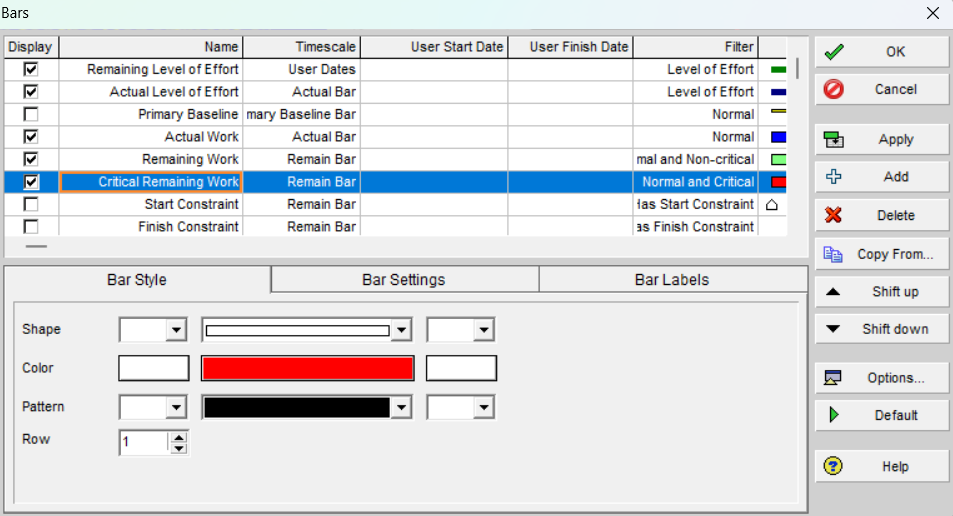 Bars
Display Name Timescale User Start Date User Finish Date Filter
Remaining Level of Effort User Dates Level of Effort
Actual Level of Effort Actual Bar Level of Effort
Primary Baseline mary Baseline Bar Normal
Actual Work Actual Bar Normal
Remaining Work Remain Bar mal and Non-critical
Critical Remaining Work Remain Bar Normal and Critical
Start Constraint Remain Bar Has Start Constraint
Finish Constraint Remain Bar as Finish Constraint
Bar Style Bar Settings Bar Labels
Shape
Color
Pattern
Row 1
OK
Cancel
Apply
Add
Delete
Copy From...
Shift up
Shift down
Options...
Default
Help